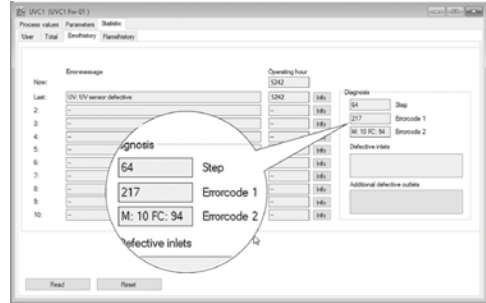 UVC1 (UVC1 Fw-01)
Process values Parameters Statistic
User Total Errorhistory Flamehistory
Errormessage Operating hour
Now: 5242
Last: UV: UV sensor defective 5242 Info
Diagnosis
64 Step
217 Errorcode 1
M: 10 FC: 94 Errorcode 2
Defective inlets
Additional defective outlets
2: - - Info
3: - - Info
4: - - Info
5: - - Info
6: - - Info
7: - - Info
8: - - Info
9: - - Info
10: - - Info
agnosis
64 Step
217 Errorcode 1
M: 10 FC: 94 Errorcode 2
Defective inlets
Read Reset